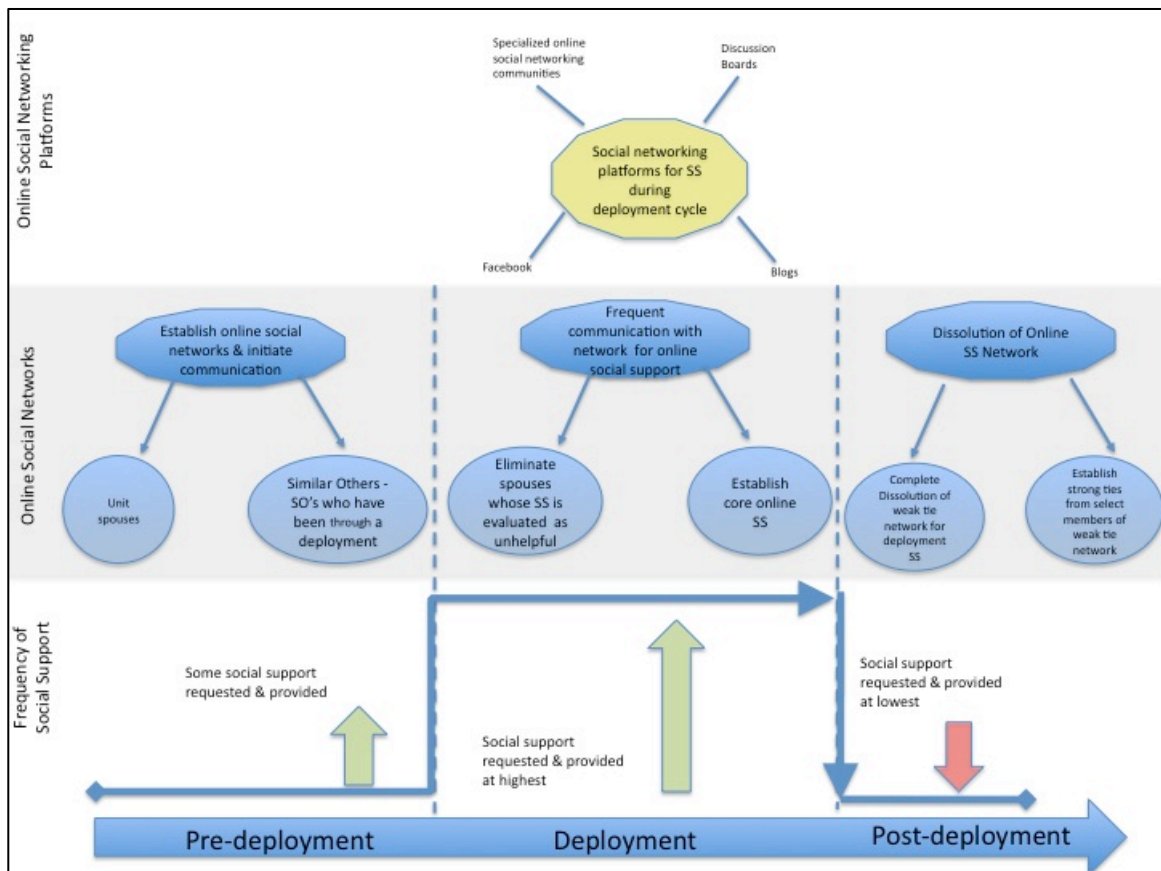 Online Social Networking
Platforms
Specialized online
social networking
communities
Discussion
Boards
Social networking
platforms for SS
during
deployment cycle
Facebook
Blogs
Online Social Networks
Establish online social
networks & initiate
communication
Unit
spouses
Similar Others -
SO's who have
been through a
deployment
Frequent
communication with
network for online
social support
Eliminate
spouses
whose SS is
evaluated as
unhelpful
Establish
core online
SS
Dissolution of Online
SS Network
Complete
Dissolution of
weak tie
network for
deployment
SS
Establish
strong ties
from select
members of
weak tie
network
Frequency of
Social Support
Some social support
requested & provided
Social support
requested & provided
at highest
Social support
requested & provided
at lowest
Pre-deployment
Deployment
Post-deployment